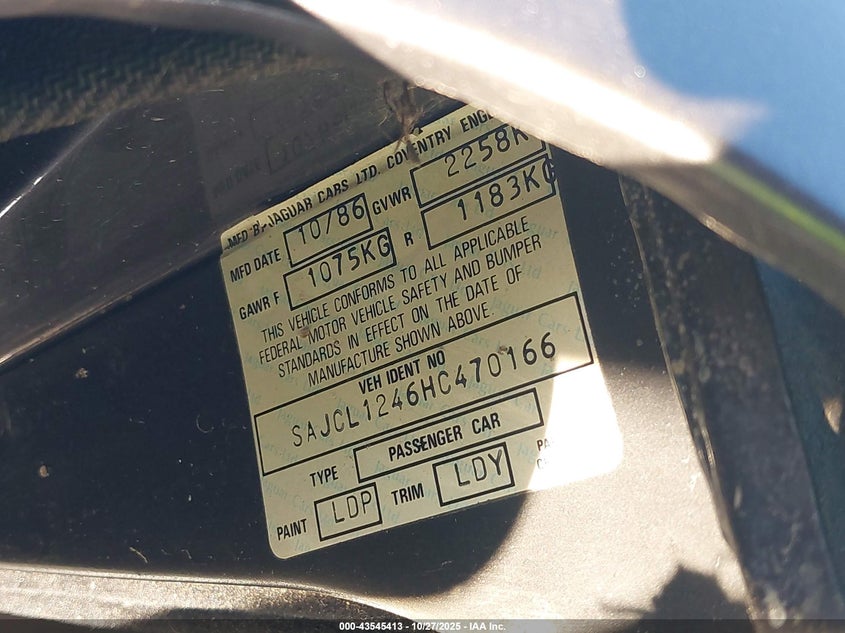 MFD BY JAGUAR CARS LTD. COVENTRY
MFD DATE 10/86 GVWR 2258K
GAWR F 1075KG R 1183KG
THIS VEHICLE CONFORMS TO ALL APPLICABLE
FEDERAL MOTOR VEHICLE SAFETY AND BUMPER
STANDARDS IN EFFECT ON THE DATE OF
MANUFACTURE SHOWN ABOVE.
VEH IDENT NO
SAJCL1246HC470166
TYPE PASSENGER CAR
PAINT LDP TRIM LDY
000-43545413 - 10/27/2025 - IAA Inc.